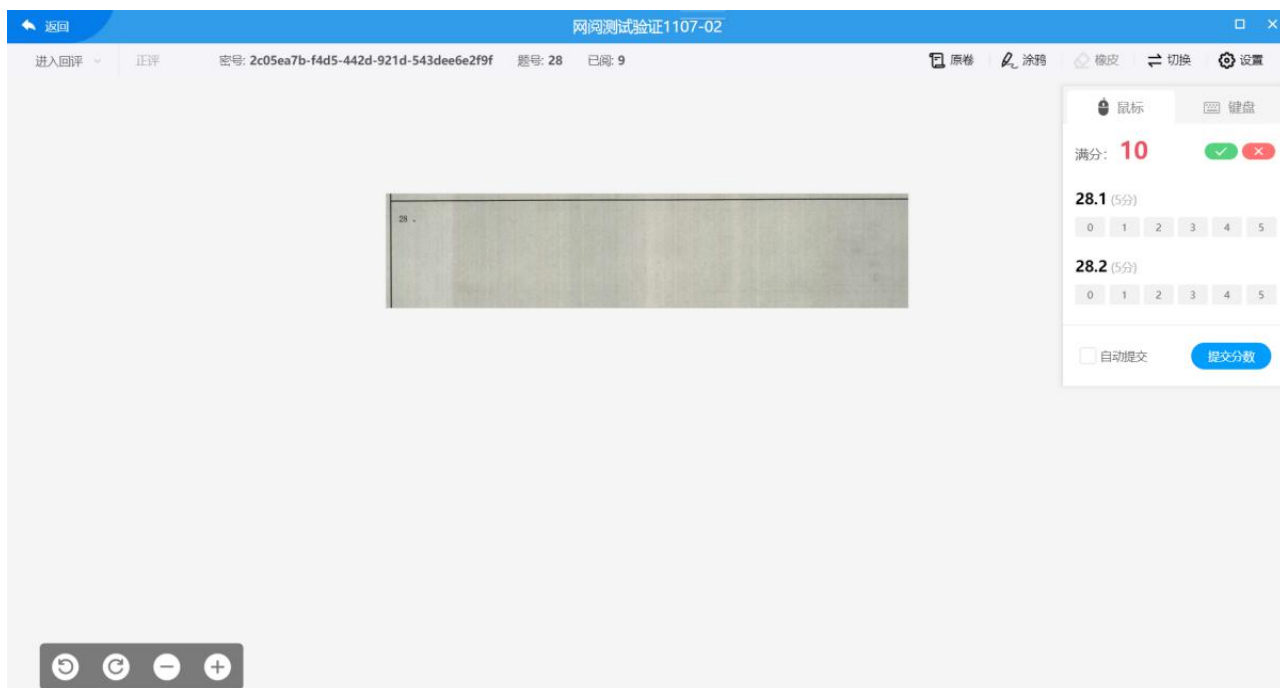 返回
网阅测试验证1107-02
进入回评 正评 密号: 2c05ea7b-f4d5-442d-921d-543dee6e2f9f 题号: 28 已阅: 9 原卷 涂鸦 橡皮 切换 设置
鼠标 键盘
满分: 10
28.1 (5分)
0 1 2 3 4 5
28.2 (5分)
0 1 2 3 4 5
自动提交 提交分数
28 .